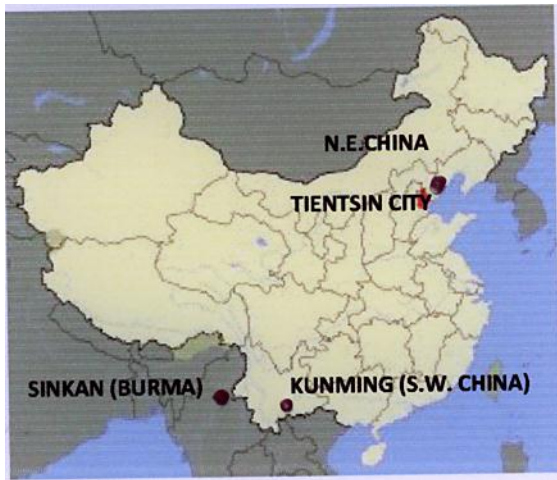 N.E.CHINA
TIENTSIN CITY
SINKAN (BURMA)
KUNMING (S.W. CHINA)